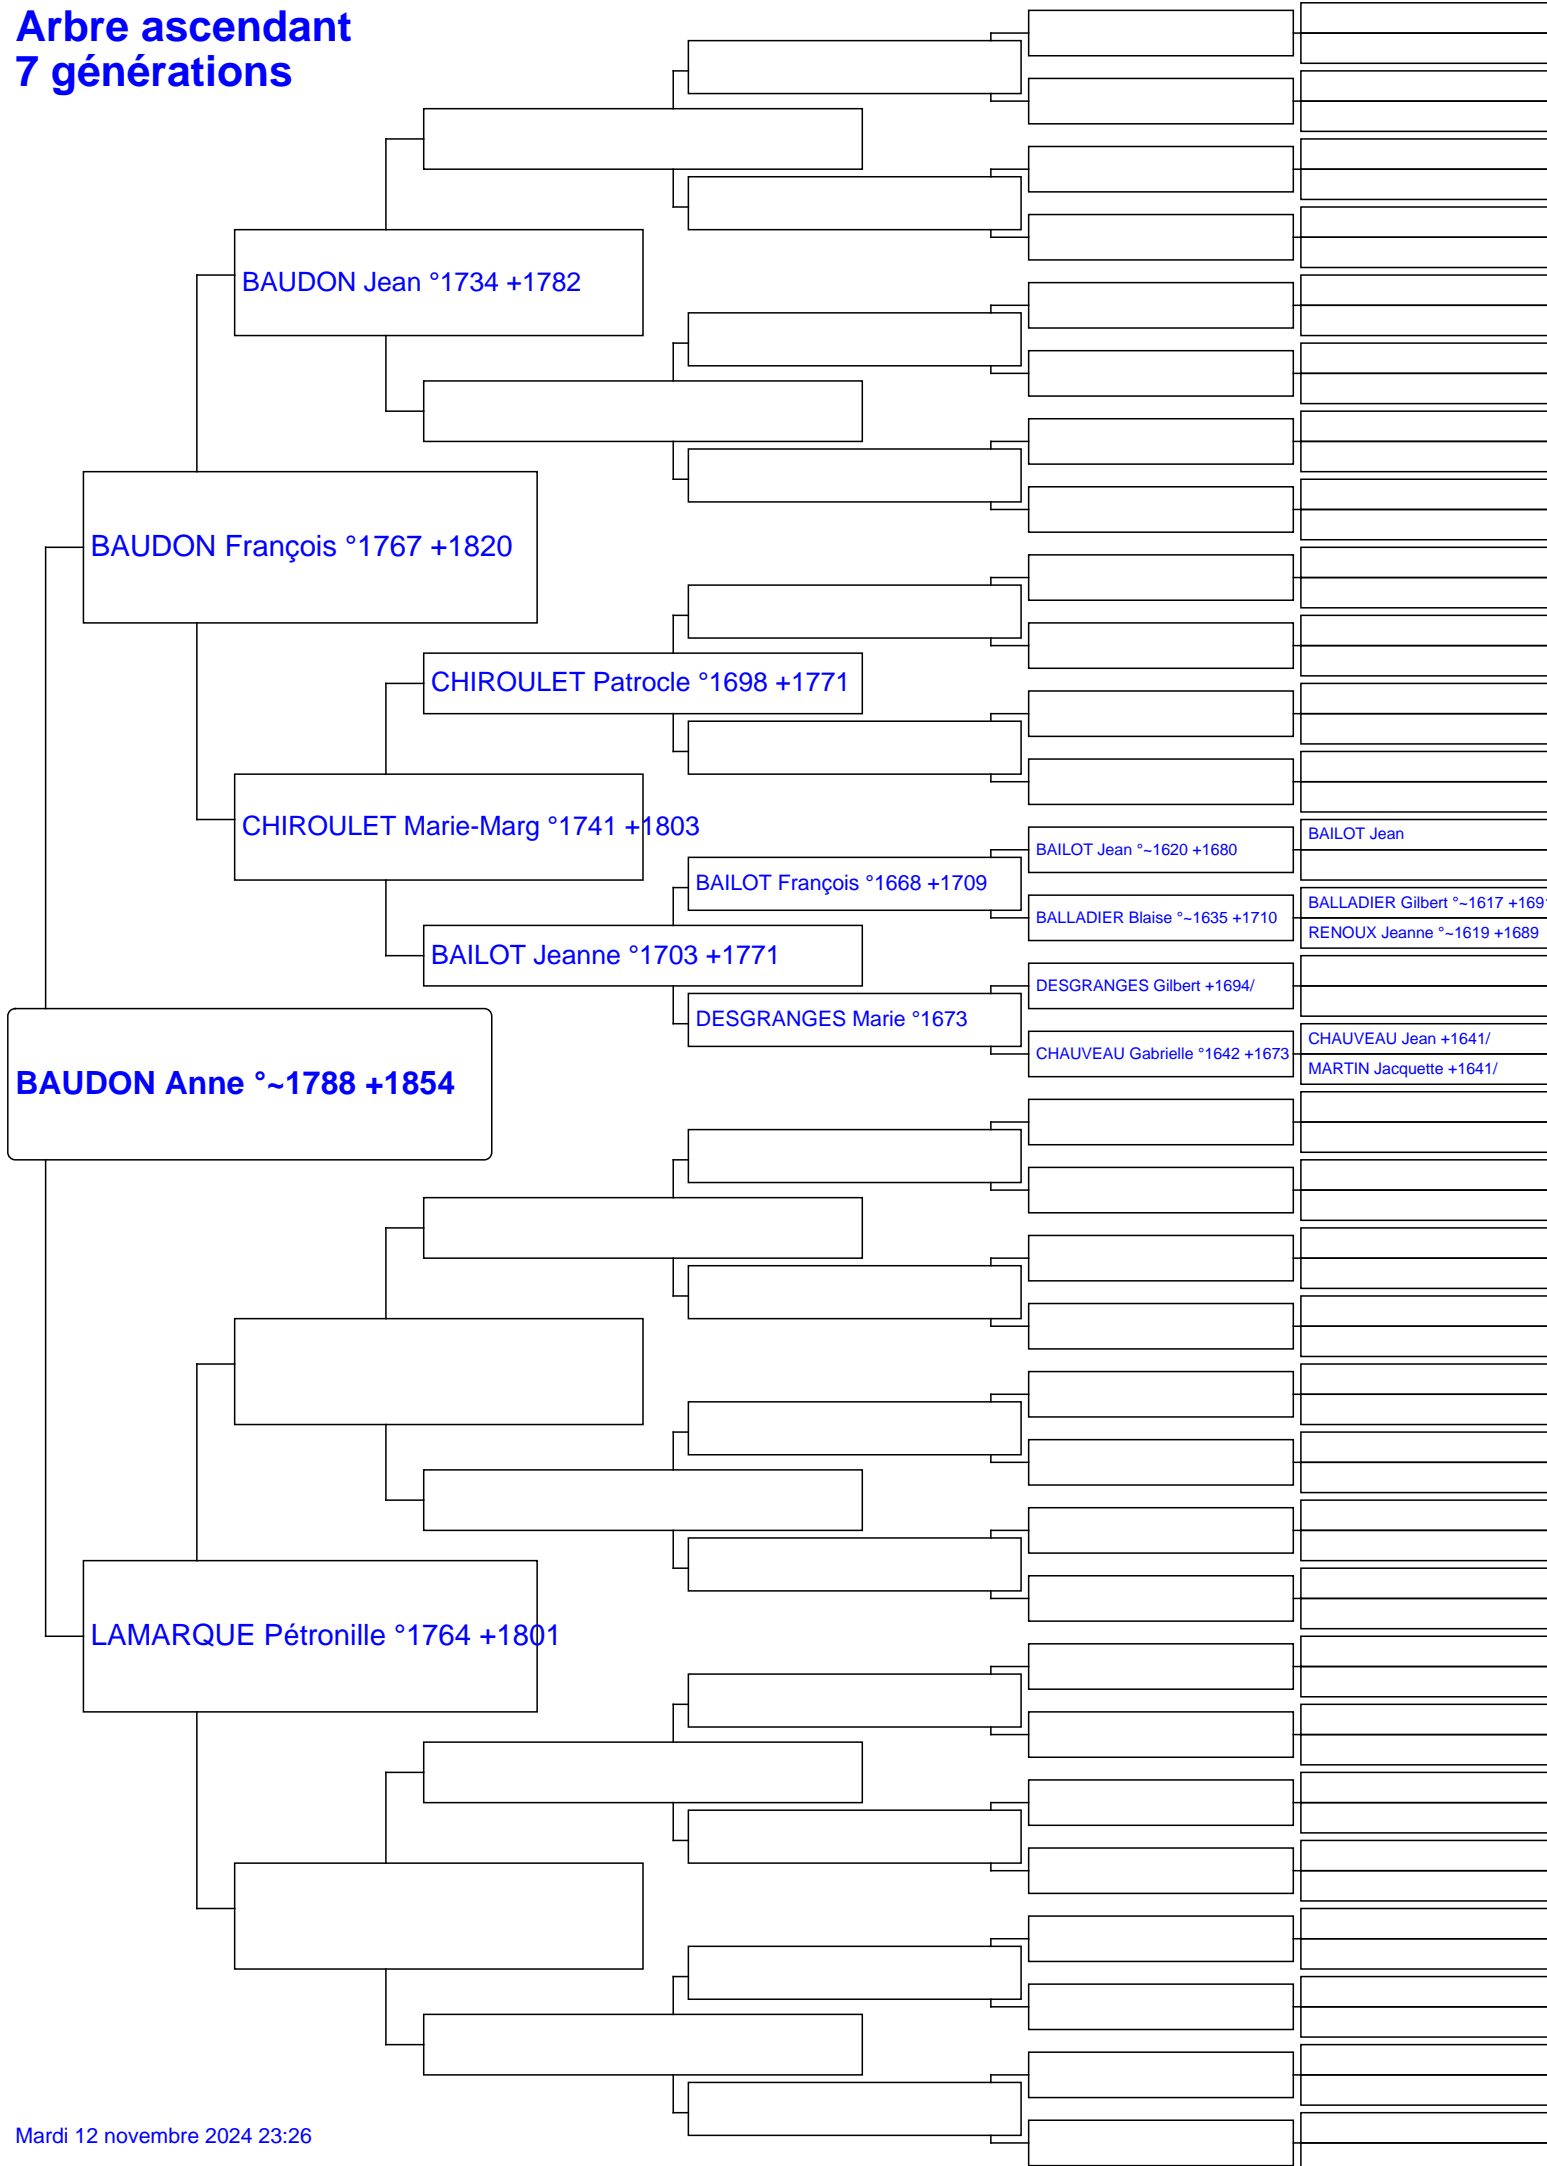 Arbre ascendant
7 générations
BAUDON Jean °1734 +1782
BAUDON François °1767 +1820
CHIROULET Patrocle °1698 +1771
CHIROULET Marie-Marg °1741 +1803
BAILOT Jean
BAILOT Jean °~1620 +1680
BAILOT François °1668 +1709
BALLADIER Gilbert °~1617 +1691
BALLADIER Blaise °~1635 +1710
RENOUX Jeanne °~1619 +1689
BAILOT Jeanne °1703 +1771
DESGRANGES Gilbert +1694/
DESGRANGES Marie °1673
CHAUVEAU Jean +1641/
CHAUVEAU Gabrielle °1642 +1673
MARTIN Jacquette +1641/
BAUDON Anne °~1788 +1854
LAMARQUE Pétronille °1764 +1801
Mardi 12 novembre 2024 23:26